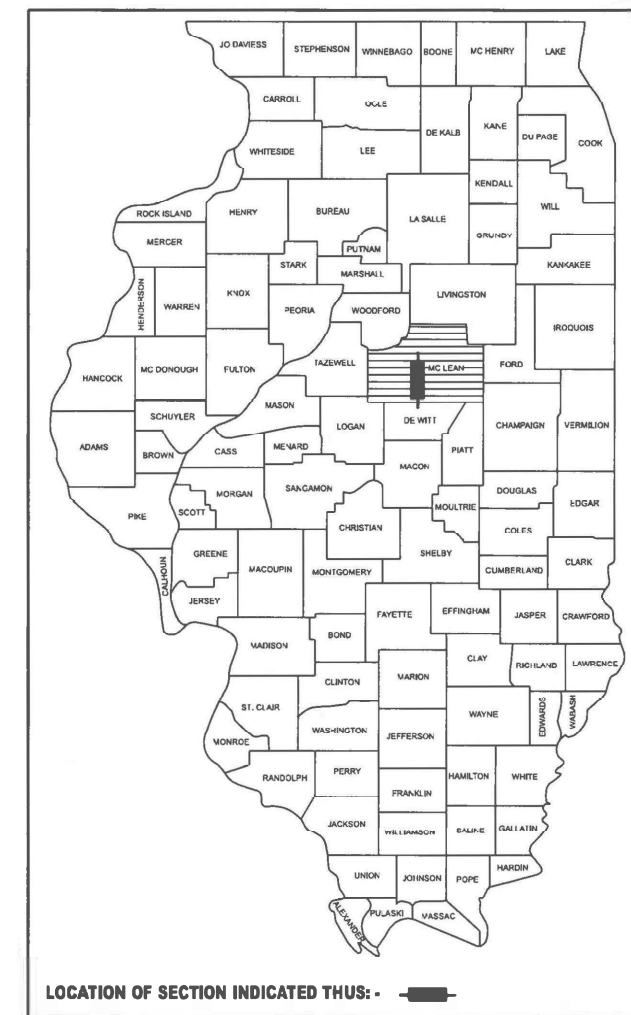 JO DAVIESS STEPHENSON WINNEBAGO BOONE MC HENRY LAKE
CARROLL OGLE DE KALB KANE DU PAGE COOK
WHITESIDE LEE KENDALL WILL
ROCK ISLAND HENRY BUREAU LA SALLE GRUNDY
MERCER PUTNAM KANKAKEE
HENDERSON WARREN KNOX STARK MARSHALL LIVINGSTON
PEORIA WOODFORD IROQUOIS
HANCOCK MC DONOUGH FULTON TAZEWELL MC LEAN FORD
SCHUYLER MASON LOGAN DE WITT CHAMPAIGN VERMILION
ADAMS BROWN CASS MENARD MACON PIATT
PIKE SCOTT MORGAN SANGAMON CHRISTIAN MOULTRIE DOUGLAS EDGAR
COLES
CALHOUN GREENE MACOUPIN MONTGOMERY SHELBY CUMBERLAND CLARK
JERSEY FAYETTE EFFINGHAM JASPER CRAWFORD
MADISON BOND CLAY RICHLAND LAWRENCE
CLINTON MARION
ST. CLAIR WASHINGTON WAYNE EDWARDS WABASH
MONROE JEFFERSON
RANDOLPH PERRY HAMILTON WHITE
FRANKLIN
JACKSON WILLIAMSON SALINE GALLATIN
UNION JOHNSON POPE HARDIN
ALEXANDER PULASKI MASSAC
LOCATION OF SECTION INDICATED THUS: -